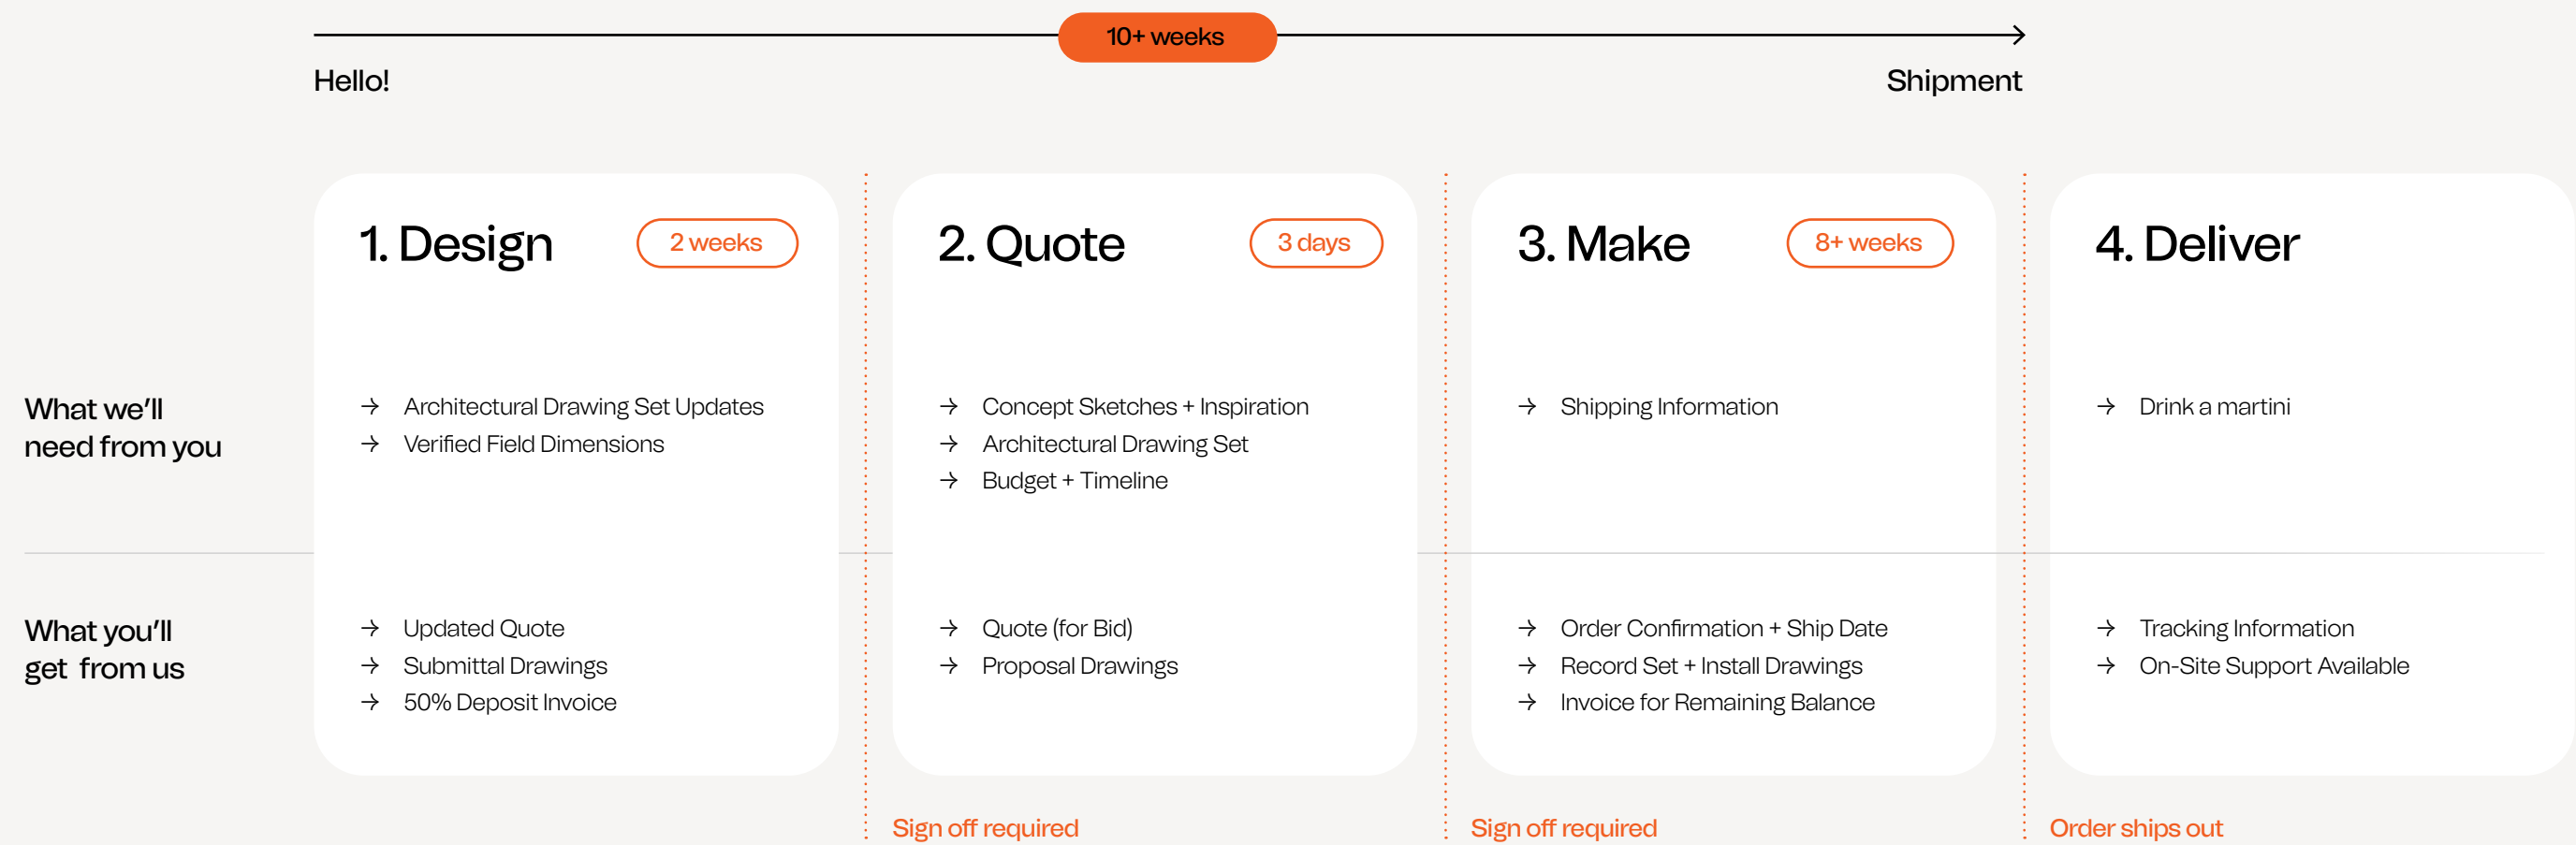 10+ weeks
Hello!
Shipment
1. Design
2 weeks
2. Quote
3 days
3. Make
8+ weeks
4. Deliver
What we’ll
need from you
→ Architectural Drawing Set Updates
→ Verified Field Dimensions
→ Concept Sketches + Inspiration
→ Architectural Drawing Set
→ Budget + Timeline
→ Shipping Information
→ Drink a martini
What you’ll
get from us
→ Updated Quote
→ Submittal Drawings
→ 50% Deposit Invoice
→ Quote (for Bid)
→ Proposal Drawings
→ Order Confirmation + Ship Date
→ Record Set + Install Drawings
→ Invoice for Remaining Balance
→ Tracking Information
→ On-Site Support Available
Sign off required
Sign off required
Order ships out